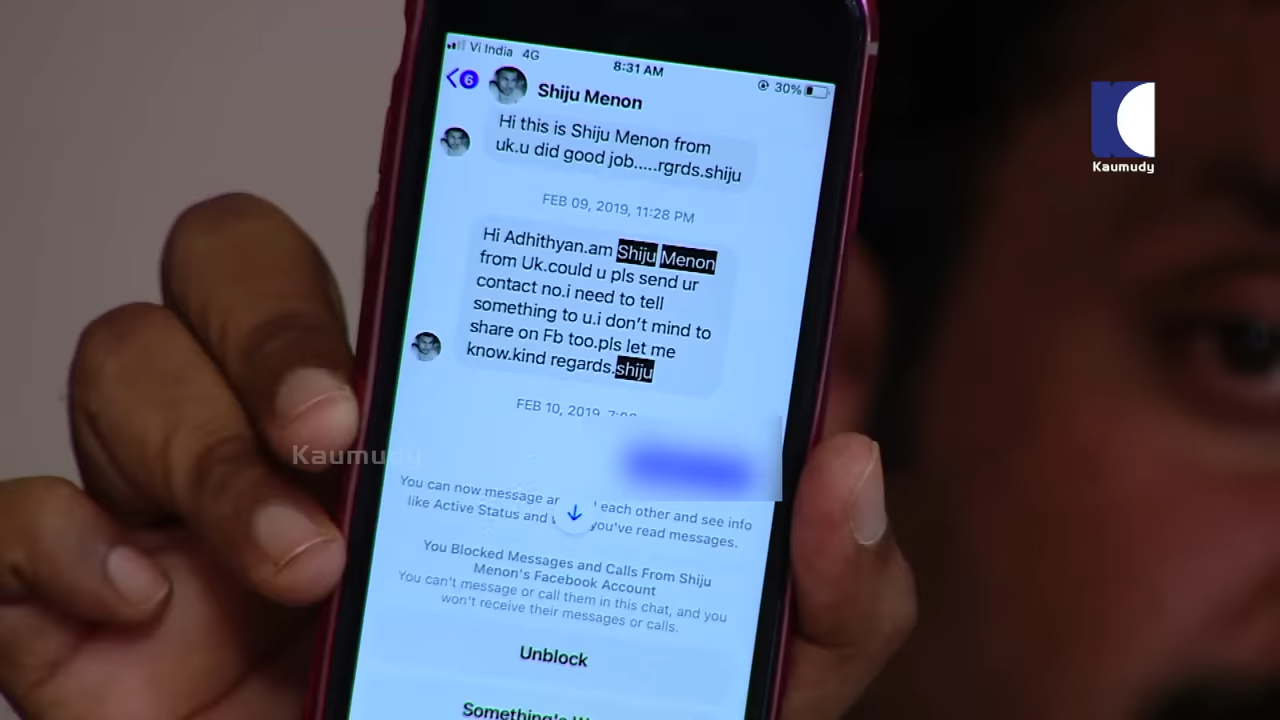 Vi India 4G
8:31 AM
30%
6
Shiju Menon
Hi this is Shiju Menon from
uk.u did good job.....rgrds.shiju
FEB 09, 2019, 11:28 PM
Hi Adhithyan.am Shiju Menon
from Uk.could u pls send ur
contact no.i need to tell
something to u.i don't mind to
share on Fb too.pls let me
know.kind regards.shiju
FEB 10, 2019,
You can now message each other and see info
like Active Status and you've read messages.
You Blocked Messages and Calls From Shiju
Menon's Facebook Account
You can't message or call them in this chat, and you
won't receive their messages or calls.
Unblock
Something's
Kaumudy
Kaumudy